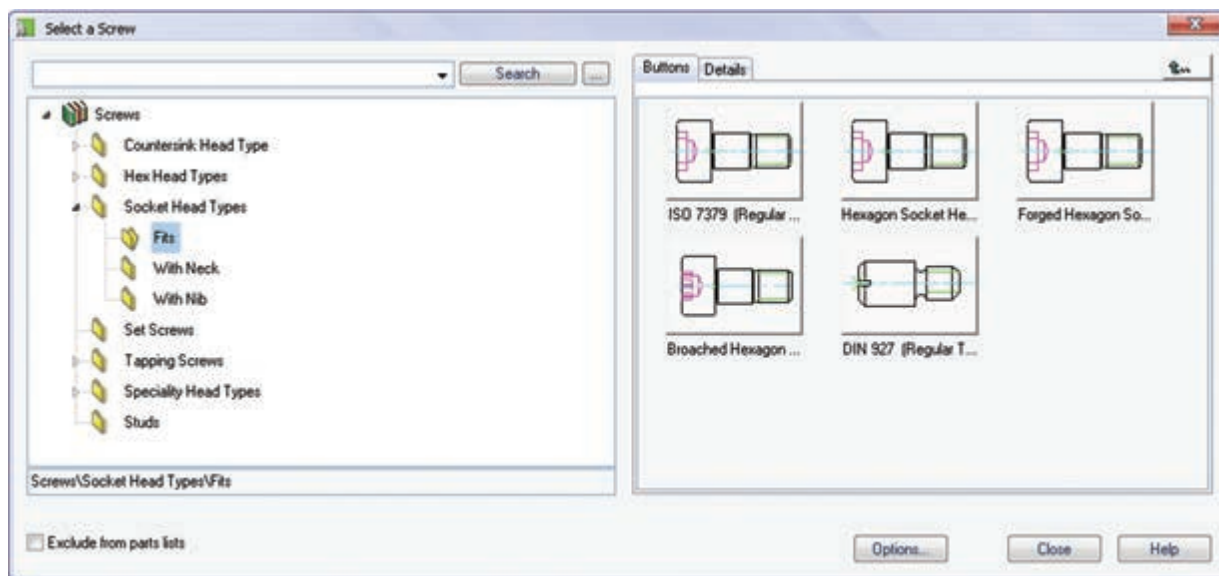 Select a Screw
Search
...
Screws
Countersink Head Type
Hex Head Types
Socket Head Types
Fits
With Neck
With Nib
Set Screws
Tapping Screws
Speciality Head Types
Studs
Screws\Socket Head Types\Fits
Exclude from parts lists
Buttons Details
ISO 7379 (Regular ... Hexagon Socket He... Forged Hexagon So...
Broached Hexagon ... DIN 927 (Regular T...
Options... Close Help